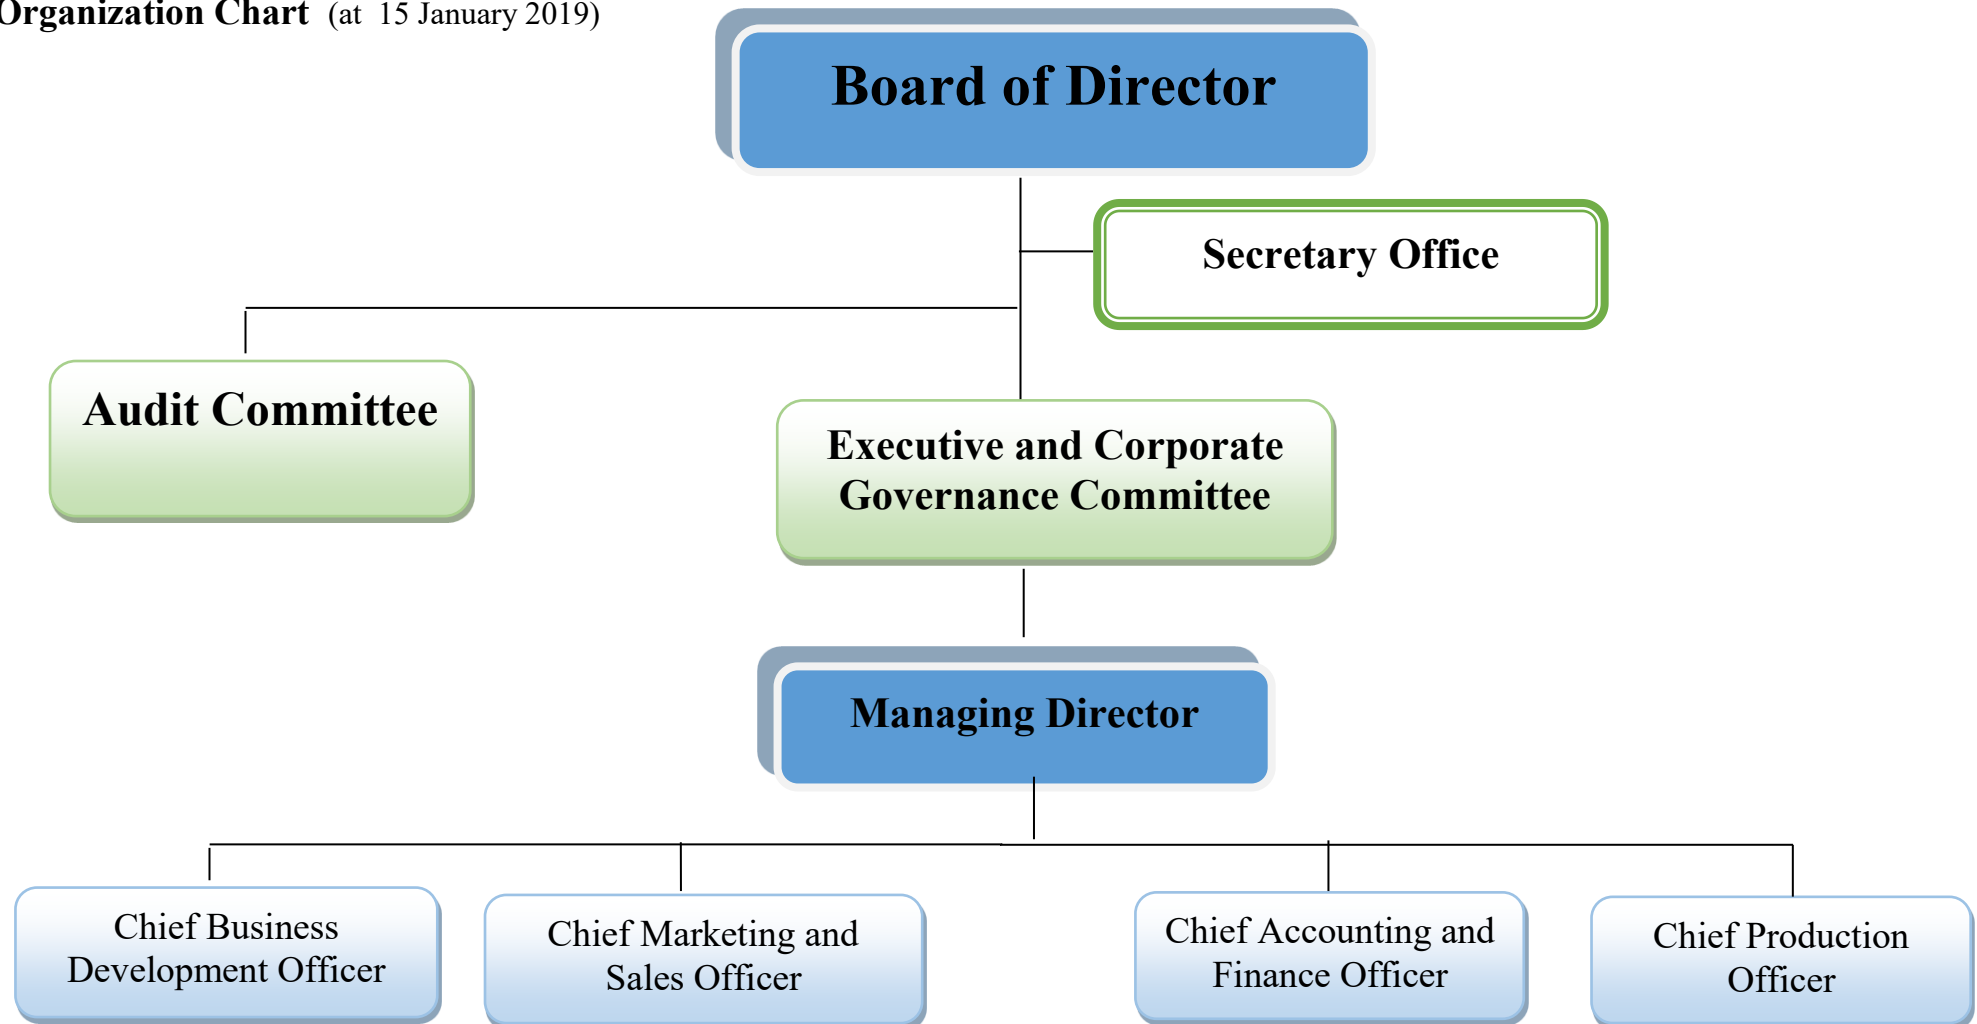 Organization Chart (at 15 January 2019)
Board of Director
Secretary Office
Audit Committee
Executive and Corporate
Governance Committee
Managing Director
Chief Business
Development Officer
Chief Marketing and
Sales Officer
Chief Accounting and
Finance Officer
Chief Production
Officer